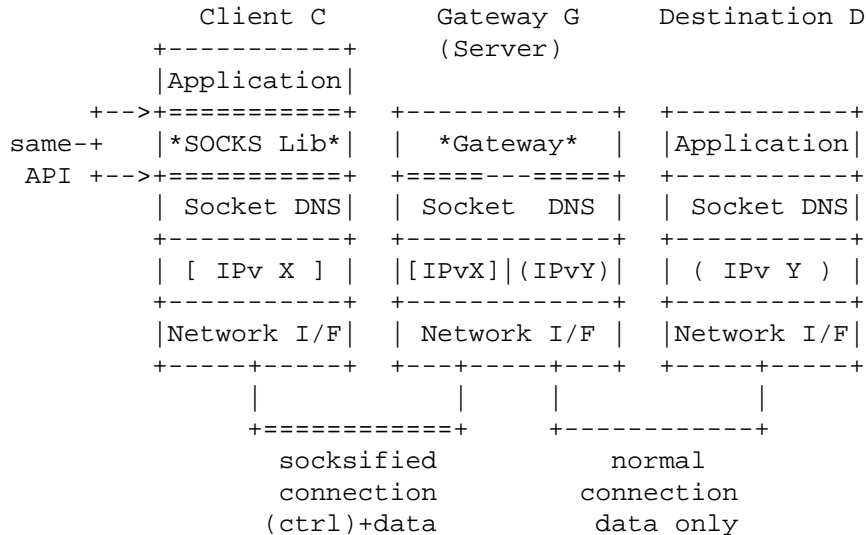 Client C       Gateway G     Destination D
           +-----------+     (Server)
           |Application|
       +-->+===========+  +-------------+  +-----------+
  same-+   |*SOCKS Lib*|  |  *Gateway*  |  |Application|
   API +-->+===========+  +=====---=====+  +-----------+
           | Socket DNS|  | Socket  DNS |  | Socket DNS|
           +-----------+  +-------------+  +-----------+
           | [ IPv X ] |  |[IPvX]|(IPvY)|  | ( IPv Y ) |
           +-----------+  +-------------+  +-----------+
           |Network I/F|  | Network I/F |  |Network I/F|
           +-----+-----+  +---+-----+---+  +-----+-----+
                 |            |     |            |
                 +============+     +------------+
                   socksified           normal
                   connection         connection
                  (ctrl)+data          data only